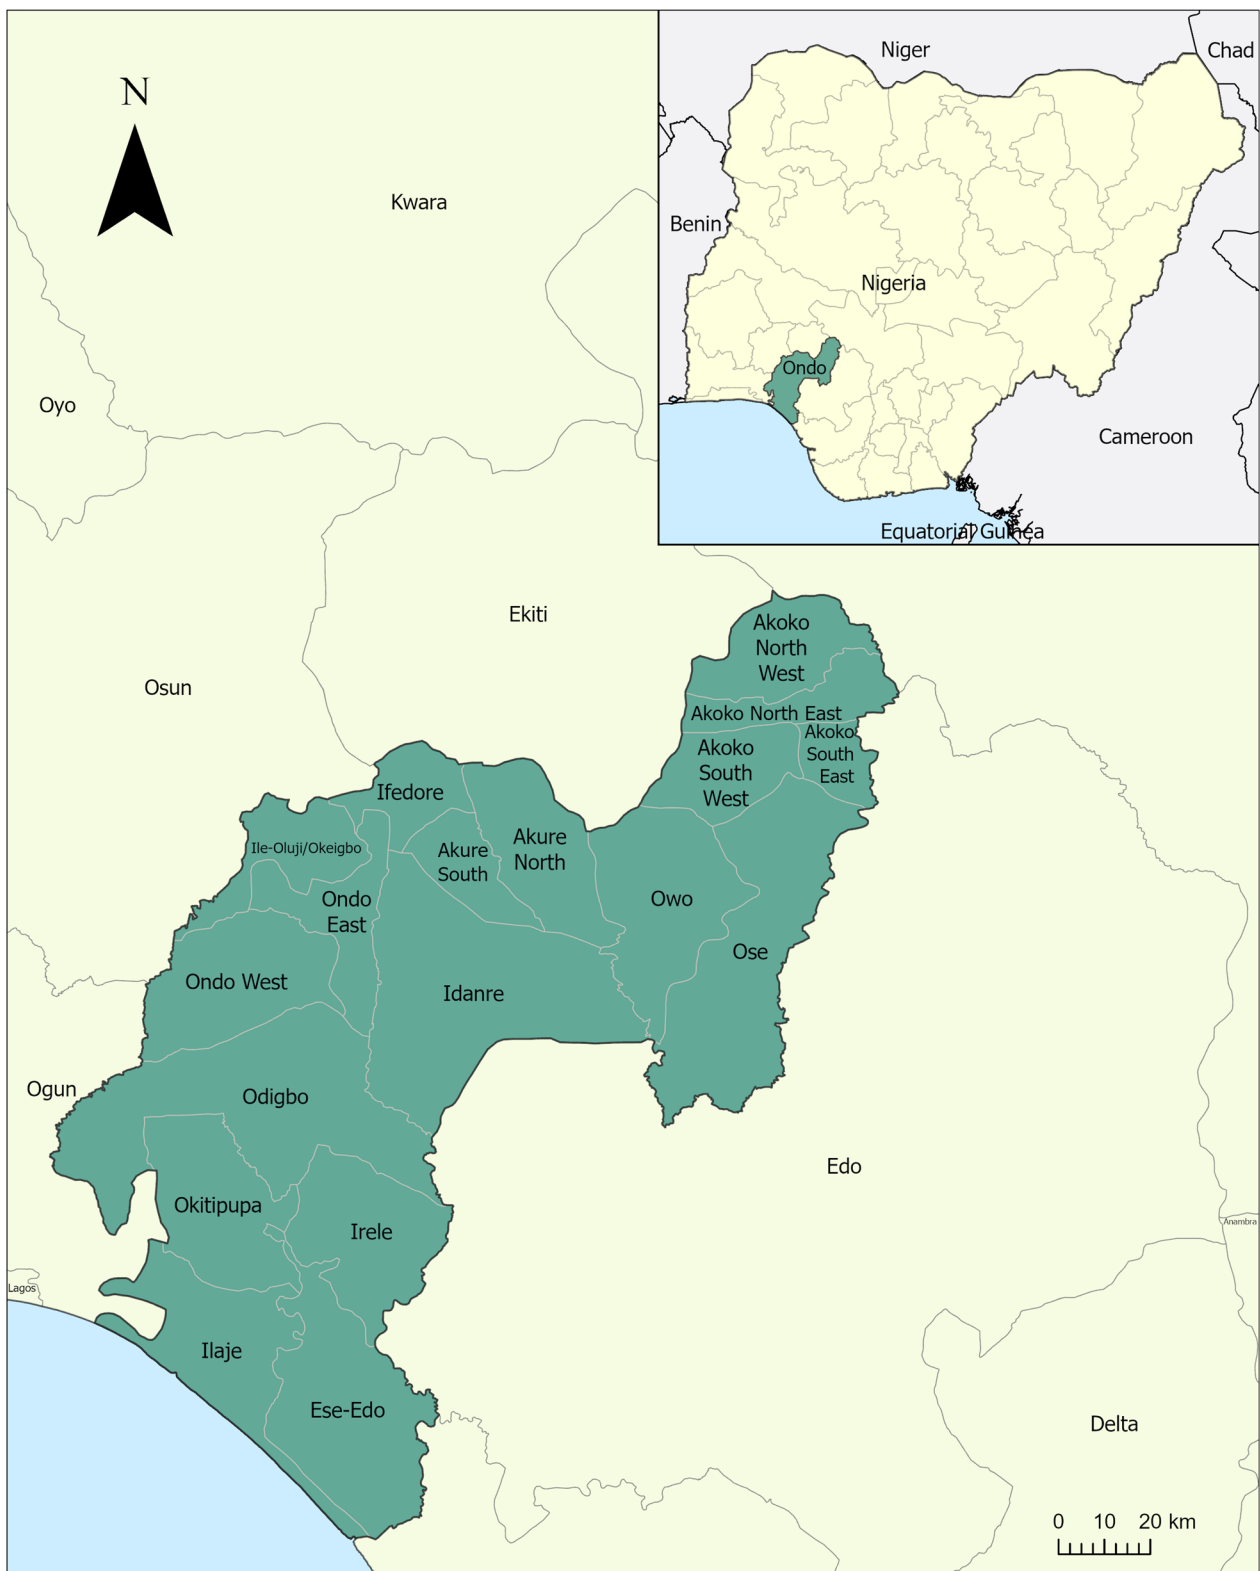 Niger
Chad
N
Kwara
Benin
Nigeria
Ondo
Oyo
Cameroon
Equatorial Guinea
Ekiti
Akoko
North
West
Osun
Akoko North East
Akoko
South
East
Akoko
South
West
Ifedore
Ile-Oluji/Okeigbo
Akure
South
Akure
North
Ondo
East
Owo
Ose
Ondo West
Idanre
Ogun
Odigbo
Edo
Okitipupa
Irele
Anambra
Lagos
Ilaje
Ese-Edo
Delta
0 10 20 km